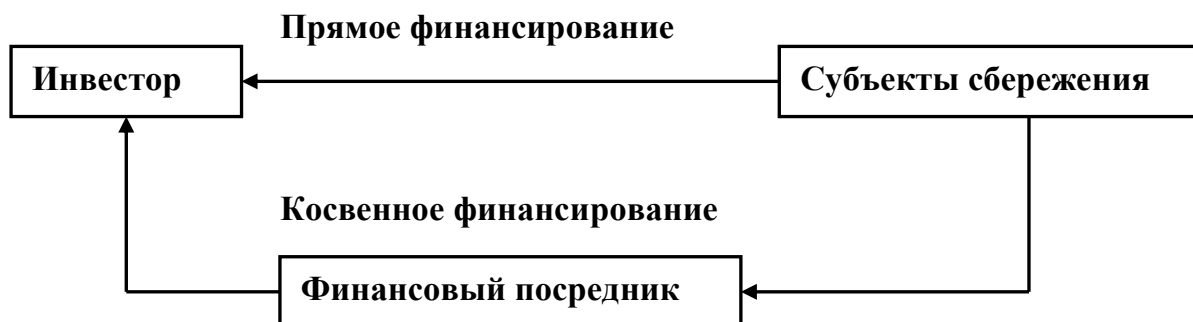 Прямое финансирование
Инвестор
Субъекты сбережения
Косвенное финансирование
Финансовый посредник